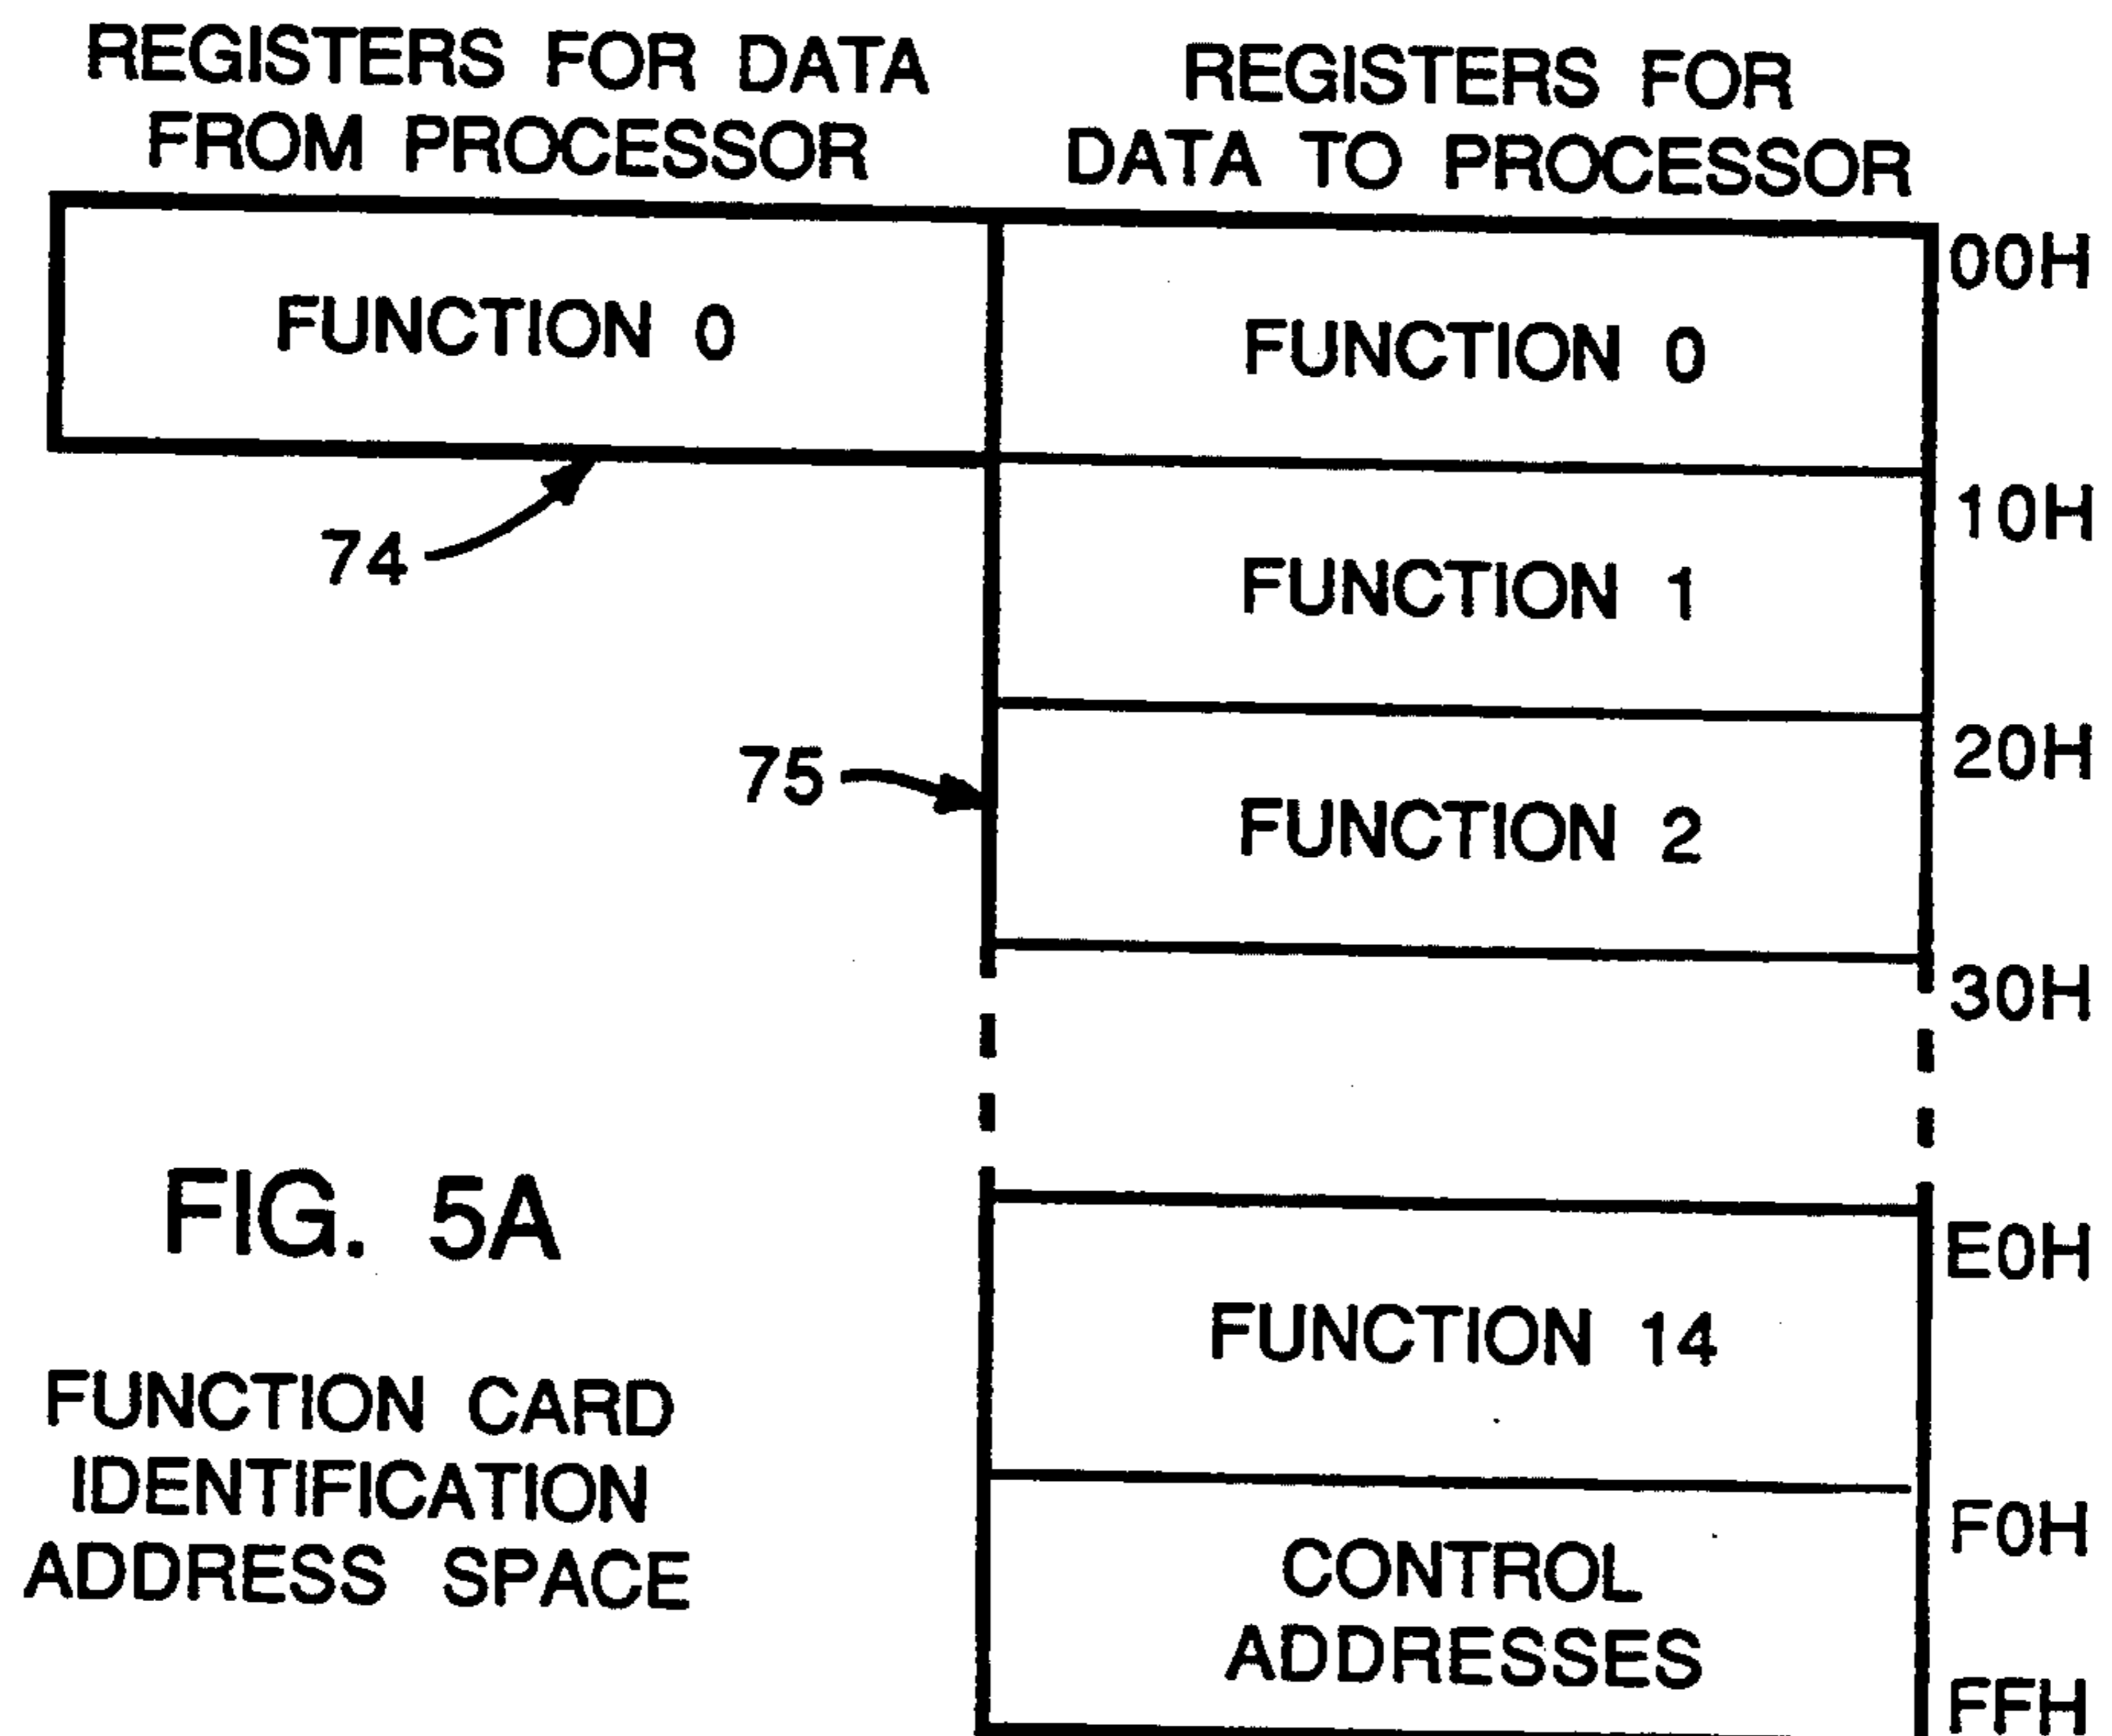 REGISTERS FOR DATA
FROM PROCESSOR
REGISTERS FOR
DATA TO PROCESSOR
FUNCTION 0
FUNCTION 0
00H
10H
74
FUNCTION 1
20H
75
FUNCTION 2
30H
FIG. 5A
E0H
FUNCTION 14
FUNCTION CARD
IDENTIFICATION
ADDRESS SPACE
F0H
CONTROL
ADDRESSES
FFH